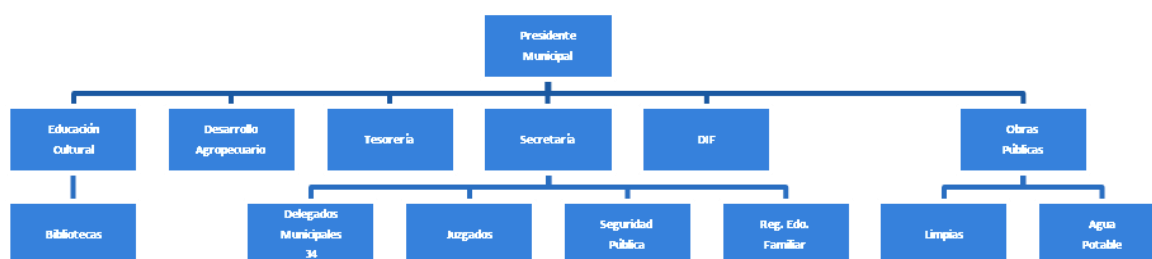 Presidente
Municipal
Educación
Cultural
Desarrollo
Agropecuario
Tesorería
Secretaría
DIF
Obras
Públicas
Bibliotecas
Delegados
Municipales
34
Juzgados
Seguridad
Pública
Reg. Edo.
Familiar
Limpias
Agua
Potable